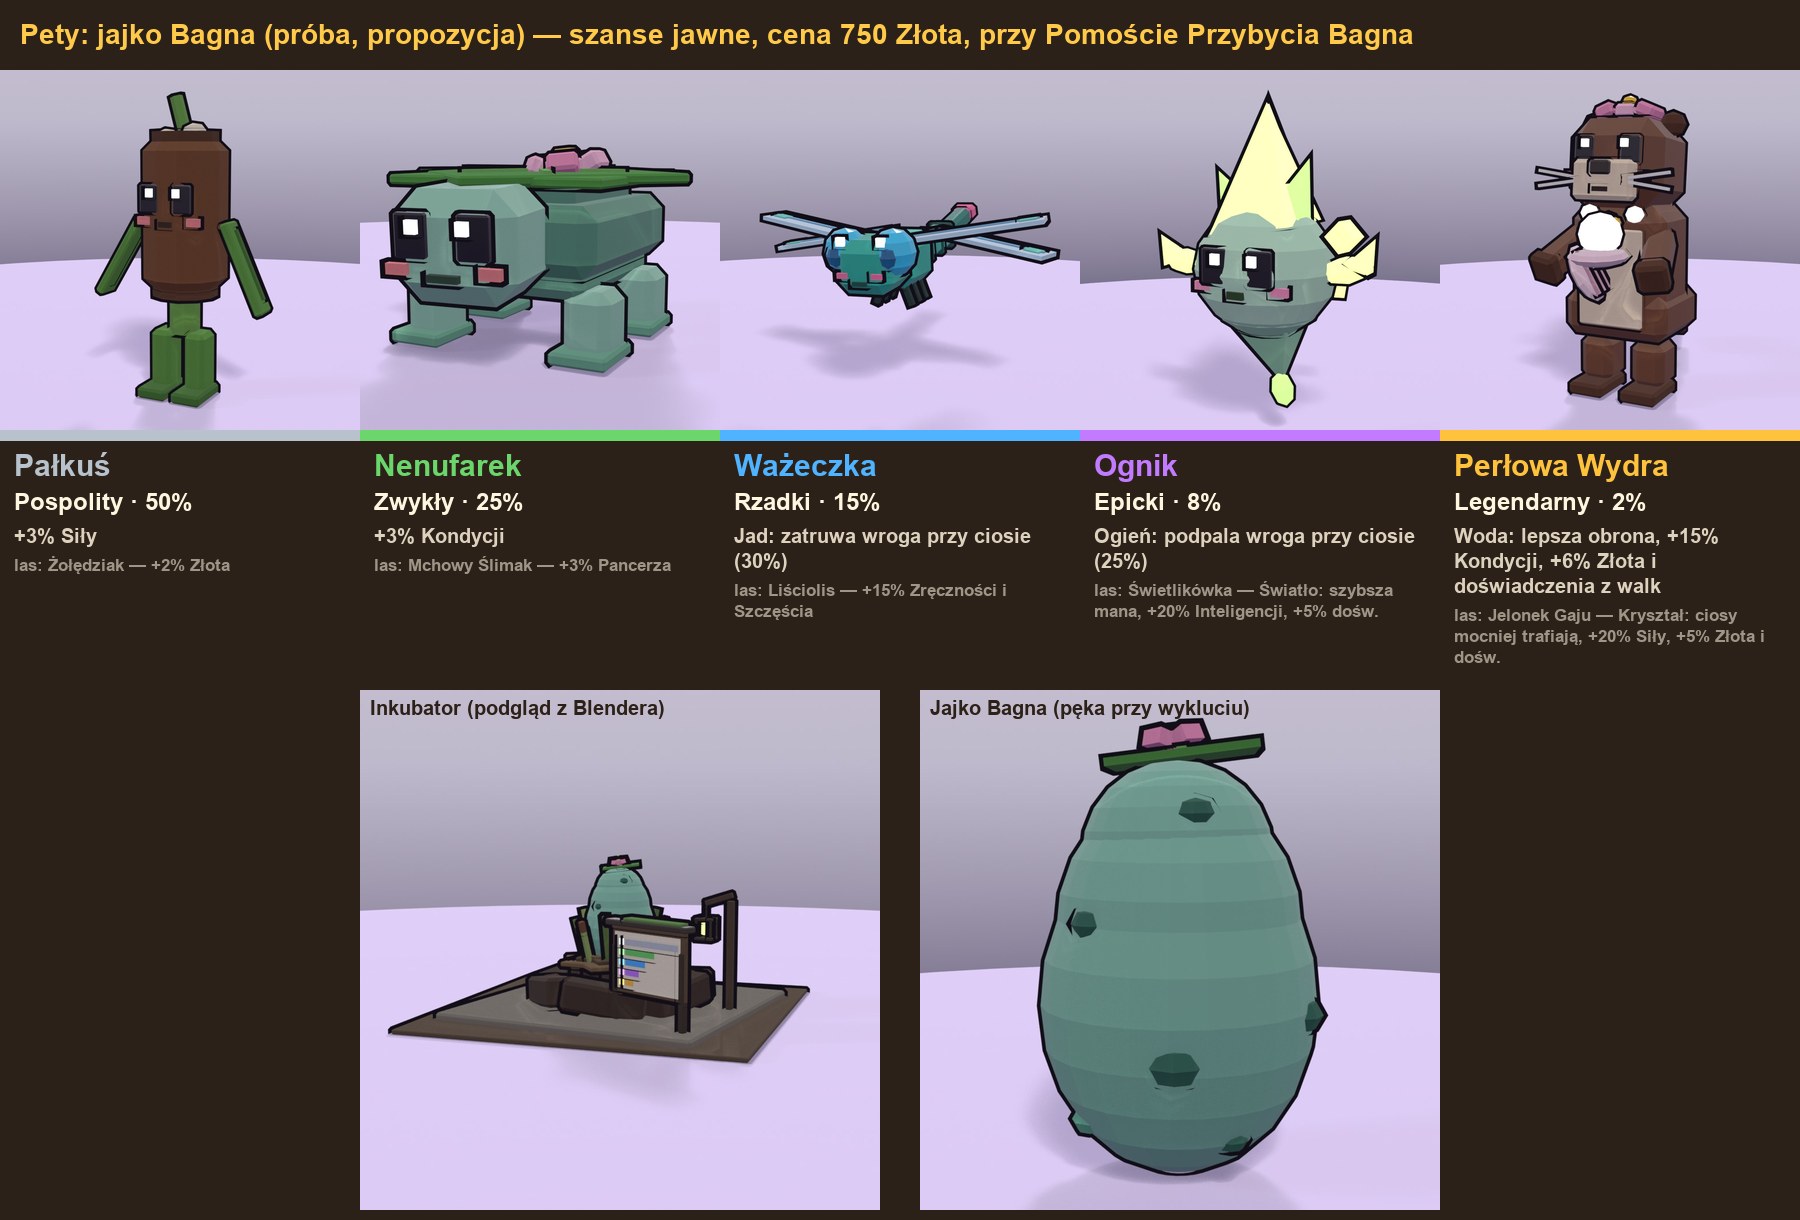 Pety: jajko Bagna (próba, propozycja) — szanse jawne, cena 750 Złota, przy Pomoście Przybycia Bagna
Pałkuś
Pospolity · 50%
+3% Siły
las: Żołędziak — +2% Złota
Nenufarek
Zwykły · 25%
+3% Kondycji
las: Mchowy Ślimak — +3% Pancerza
Ważeczka
Rzadki · 15%
Jad: zatruwa wroga przy ciosie
(30%)
las: Liściolis — +15% Zręczności i
Szczęścia
Ognik
Epicki · 8%
Ogień: podpala wroga przy ciosie
(25%)
las: Świetlikówka — Światło: szybsza
mana, +20% Inteligencji, +5% dośw.
Perłowa Wydra
Legendarny · 2%
Woda: lepsza obrona, +15%
Kondycji, +6% Złota i
doświadczenia z walk
las: Jelonek Gaju — Kryształ: ciosy
mocniej trafiają, +20% Siły, +5% Złota i
dośw.
Inkubator (podgląd z Blendera)
Jajko Bagna (pęka przy wykluciu)